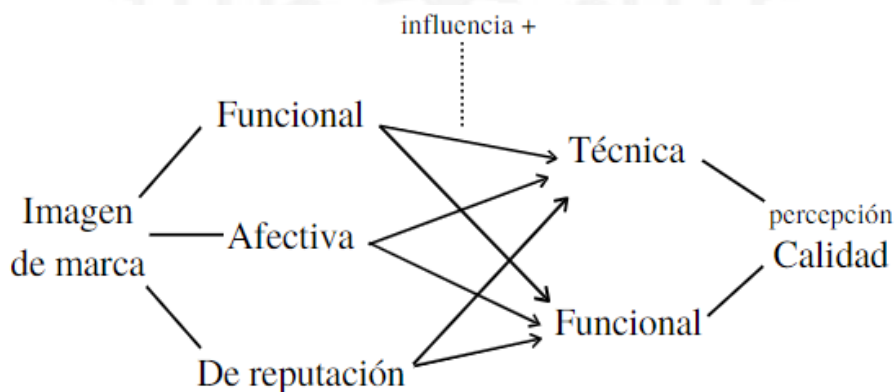 influencia +
Funcional
Técnica
Imagen
de marca
Afectiva
percepción
Calidad
Funcional
De reputación